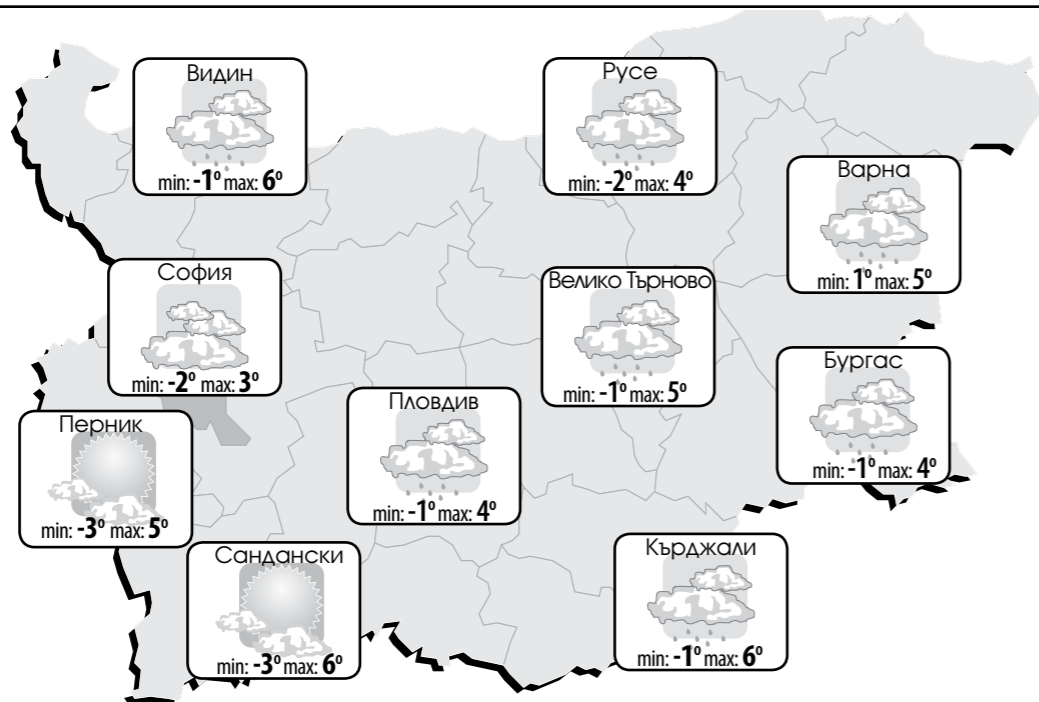 Видин
min: -1° max: 6°
Русе
min: -2° max: 4°
Варна
min: 1° max: 5°
София
min: -2° max: 3°
Велико Търново
min: -1° max: 5°
Бургас
min: -1° max: 4°
Пловдив
min: -1° max: 4°
Перник
min: -3° max: 5°
Сандански
min: -3° max: 6°
Кърджали
min: -1° max: 6°